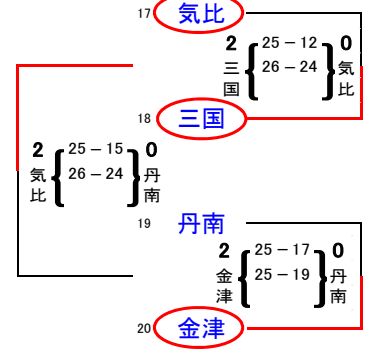 17 気比
2 25－12 0
三国 26－24 気比
18 三国
2 25－15 0
気比 26－24 丹南
19 丹南
2 25－17 0
金津 25－19 丹南
20 金津